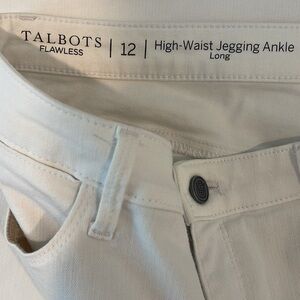 TALBOTS
FLAWLESS
12
High-Waist Jegging Ankle
Long